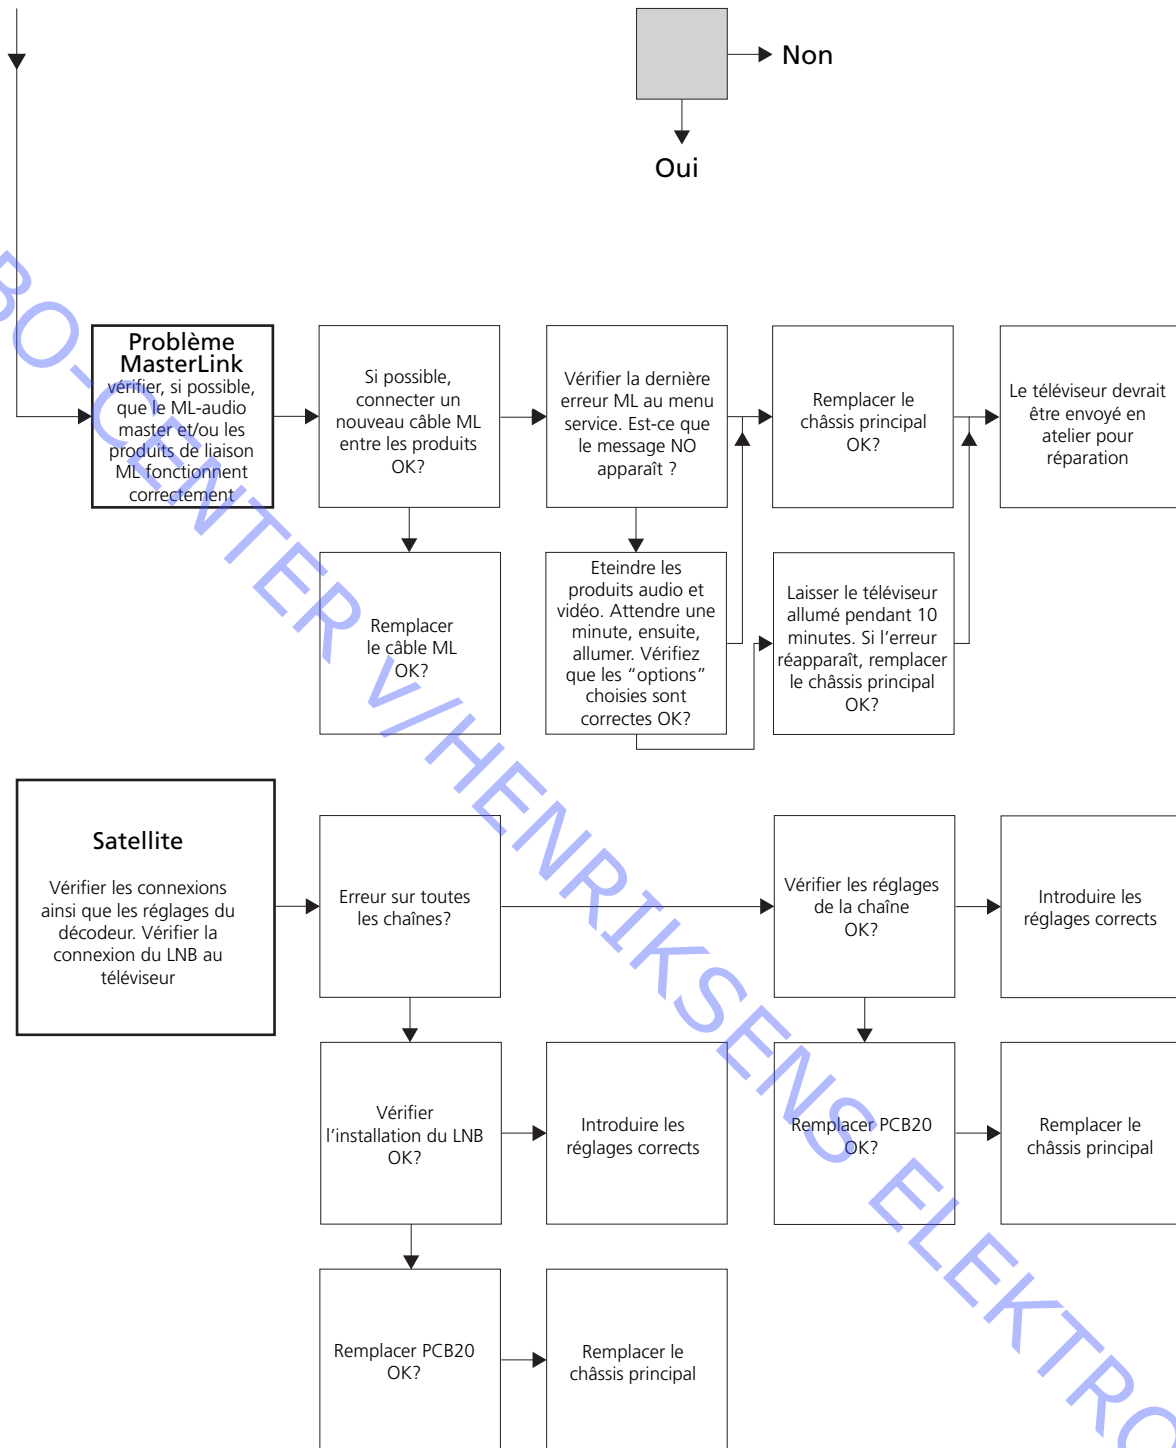 Non
Oui
Problème
MasterLink
vérifier, si possible,
que le ML-audio
master et/ou les
produits de liaison
ML fonctionnent
correctement
Si possible,
connecter un
nouveau câble ML
entre les produits
OK?
Vérifier la dernière
erreur ML au menu
service. Est-ce que
le message NO
apparaît ?
Remplacer le
châssis principal
OK?
Le téléviseur devrait
être envoyé en
atelier pour
réparation
Remplacer
le câble ML
OK?
Eteindre les
produits audio et
vidéo. Attendre une
minute, ensuite,
allumer. Vérifiez
que les “options”
choisies sont
correctes OK?
Laisser le téléviseur
allumé pendant 10
minutes. Si l’erreur
réapparaît, remplacer
le châssis principal
OK?
Satellite
Vérifier les connexions
ainsi que les réglages du
décodeur. Vérifier la
connexion du LNB au
téléviseur
Erreur sur toutes
les chaînes?
Vérifier les réglages
de la chaîne
OK?
Introduire les
réglages corrects
Vérifier
l’installation du LNB
OK?
Introduire les
réglages corrects
Remplacer PCB20
OK?
Remplacer le
châssis principal
Remplacer PCB20
OK?
Remplacer le
châssis principal
BO-CENTER v/HENRIKSENS ELEKTRO